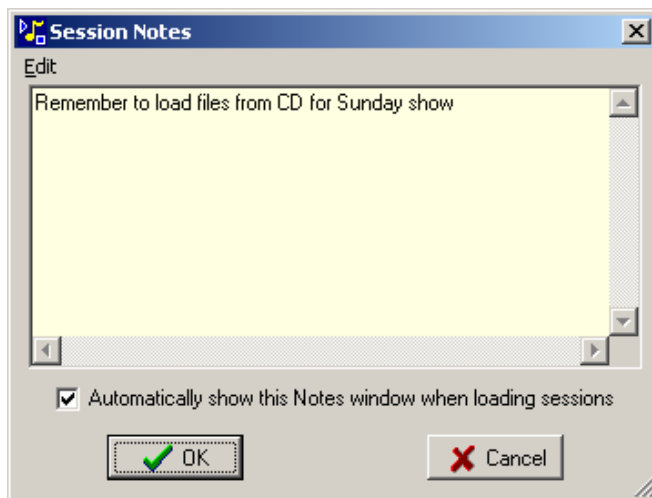 Session Notes
Edit
Remember to load files from CD for Sunday show
Automatically show this Notes window when loading sessions
OK
Cancel